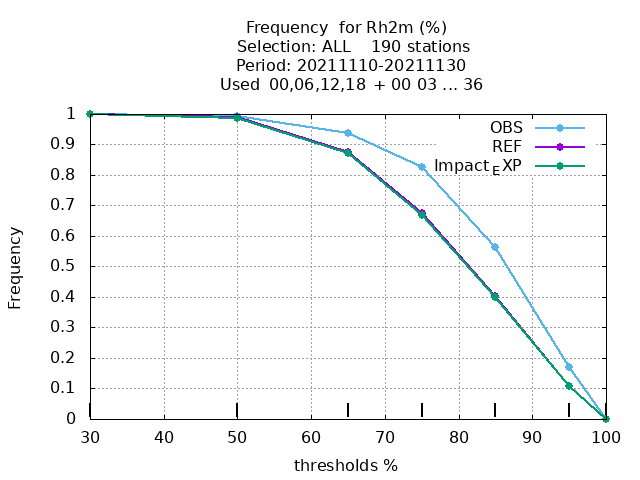 Frequency for Rh2m (%)
Selection: ALL 190 stations
Period: 20211110-20211130
Used 00,06,12,18 + 00 03 ... 36
1
0.9
0.8
0.7
0.6
0.5
0.4
0.3
0.2
0.1
0
Frequency
OBS
REF
Impact_EXP
30 40 50 60 70 80 90 100
thresholds %